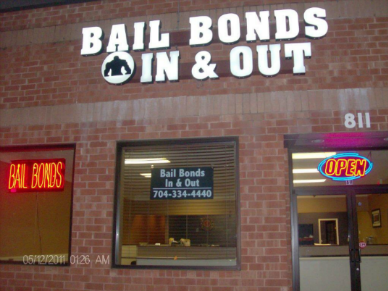 BAIL BONDS
IN & OUT
811
BAIL BONDS
Bail Bonds
In & Out
704-334-4440
OPEN
05/12/2011 01:26 AM